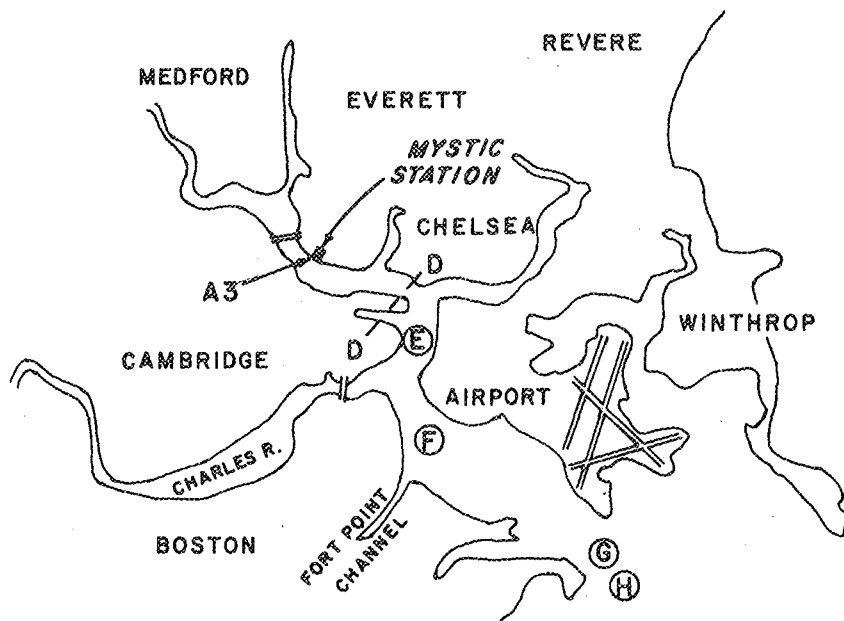 REVERE
MEDFORD
EVERETT
MYSTIC
STATION
CHELSEA
D
A3
WINTHROP
E
D
CAMBRIDGE
AIRPORT
F
CHARLES R.
FORT POINT
CHANNEL
BOSTON
G
H